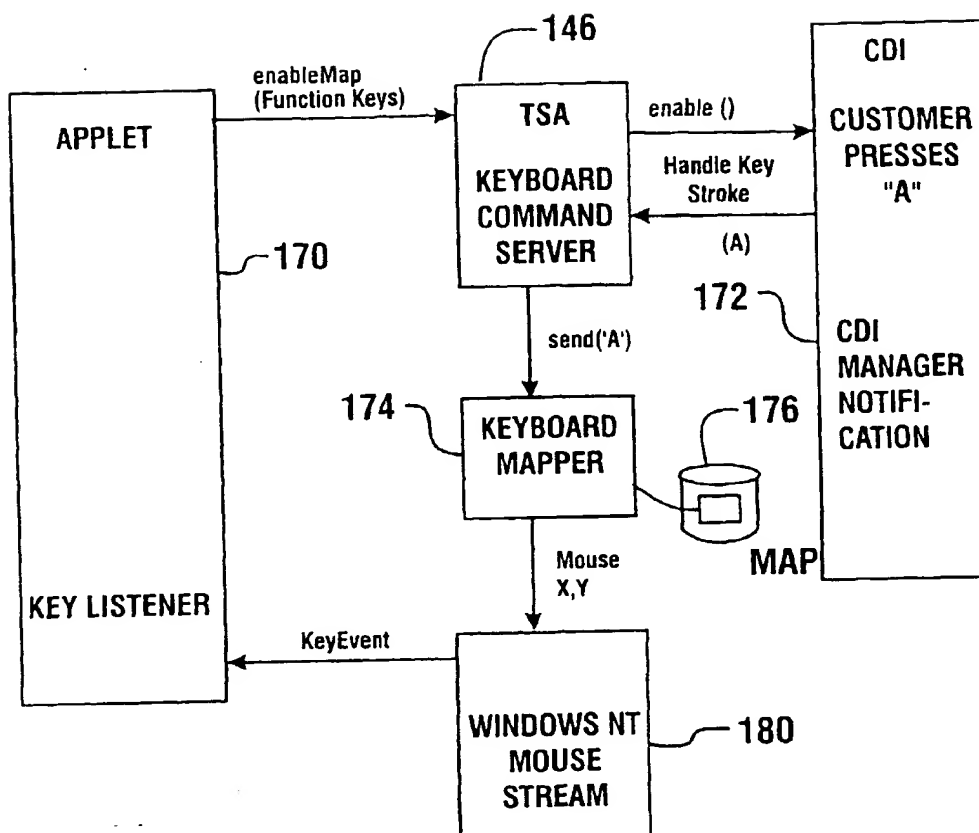 146
enableMap
(Function Keys)
APPLET
TSA
KEYBOARD
COMMAND
SERVER
enable ()
Handle Key
Stroke
(A)
CDI
CUSTOMER
PRESSES
"A"
170
172
CDI
MANAGER
NOTIFI-
CATION
send('A')
174
KEYBOARD
MAPPER
176
MAP
Mouse
X,Y
KEY LISTENER
KeyEvent
WINDOWS NT
MOUSE
STREAM
180